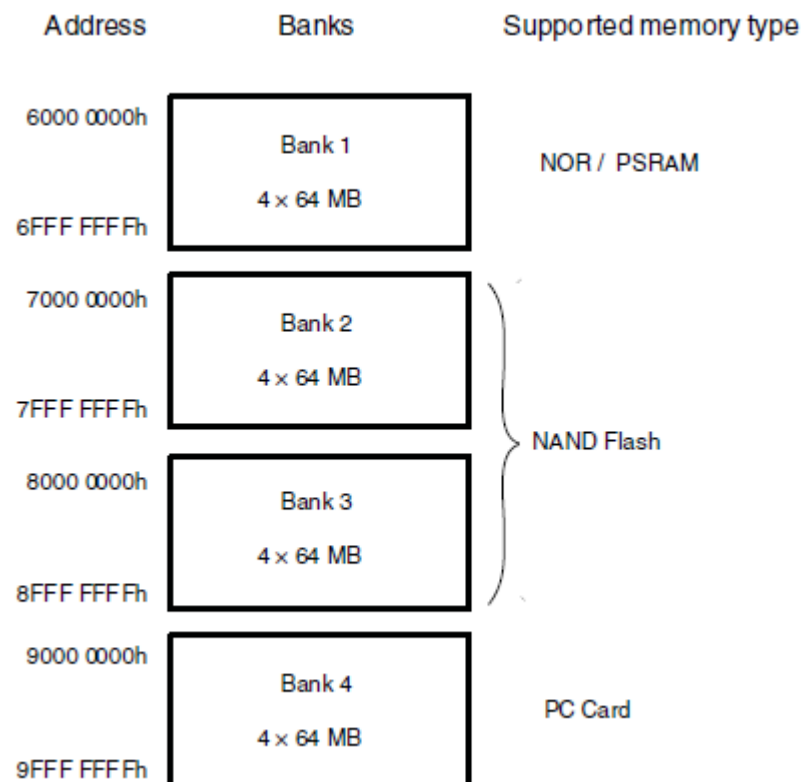 Address Banks Supported memory type
6000 0000h
Bank 1
NOR / PSRAM
4 × 64 MB
6FFF FFFFh
7000 0000h
Bank 2
4 × 64 MB
7FFF FFFFh
NAND Flash
8000 0000h
Bank 3
4 × 64 MB
8FFF FFFFh
9000 0000h
Bank 4
PC Card
4 × 64 MB
9FFF FFFFh